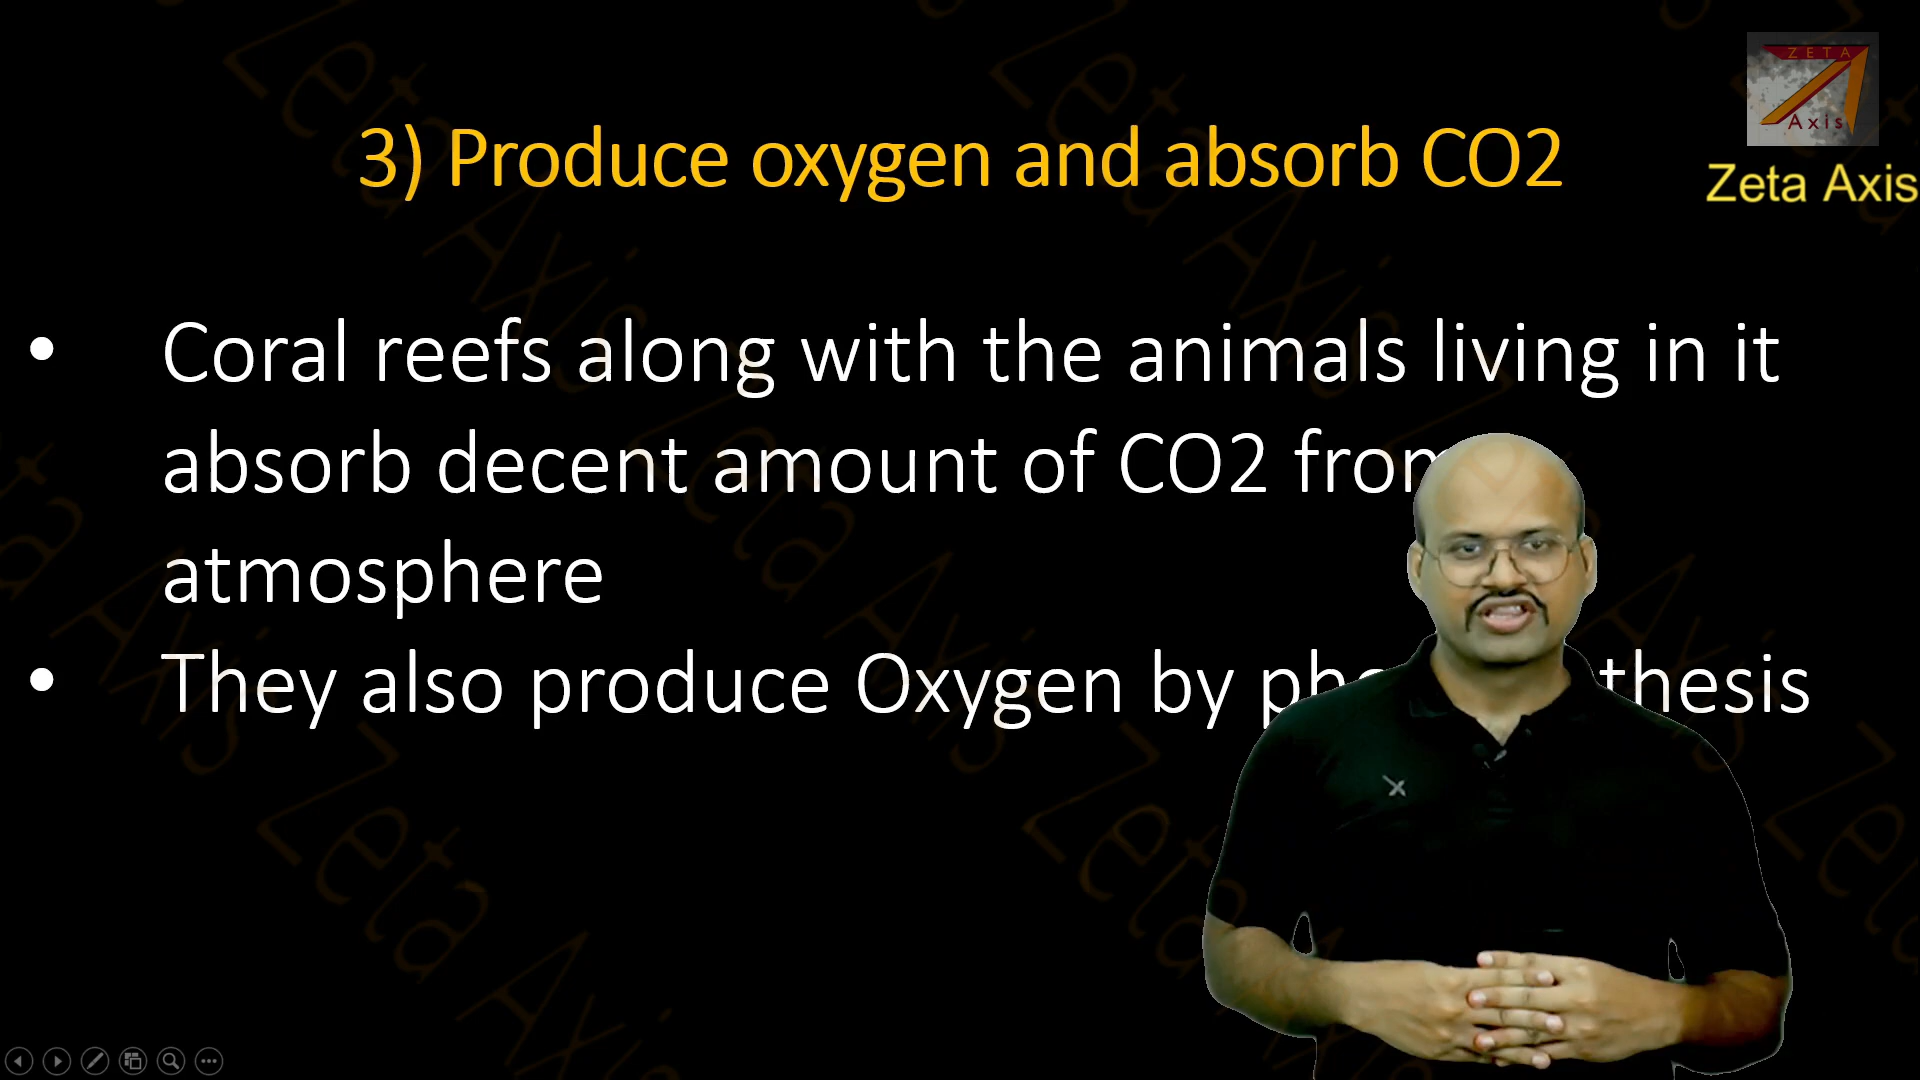 ZETA
Axis
Zeta Axis
3) Produce oxygen and absorb CO2
• Coral reefs along with the animals living in it
absorb decent amount of CO2
atmosphere
• They also produce Oxygen by